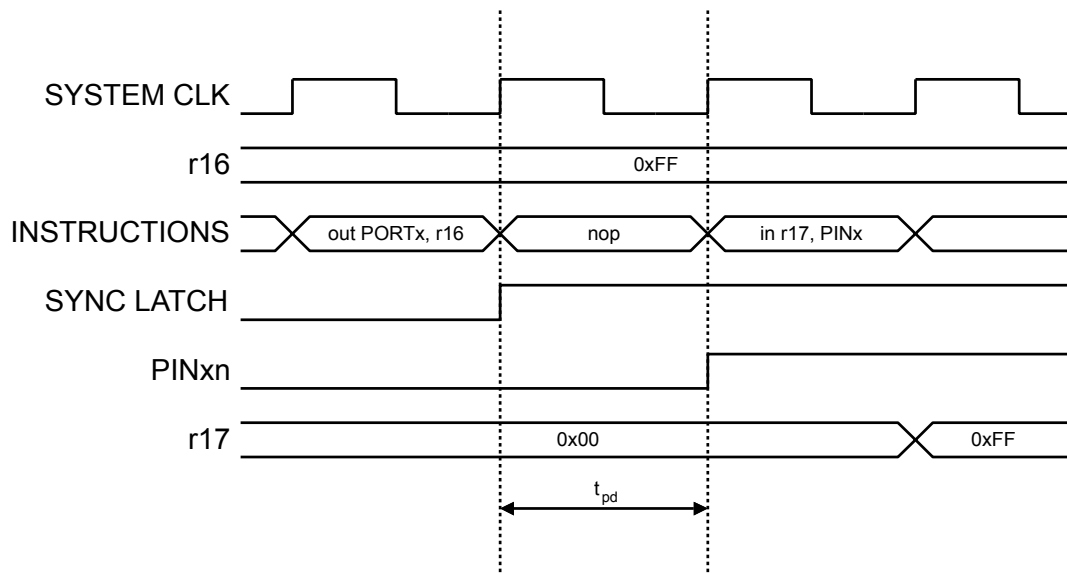 SYSTEM CLK
r16
0xFF
INSTRUCTIONS
out PORTx, r16
nop
in r17, PINx
SYNC LATCH
PINxn
r17
0x00
0xFF
tpd